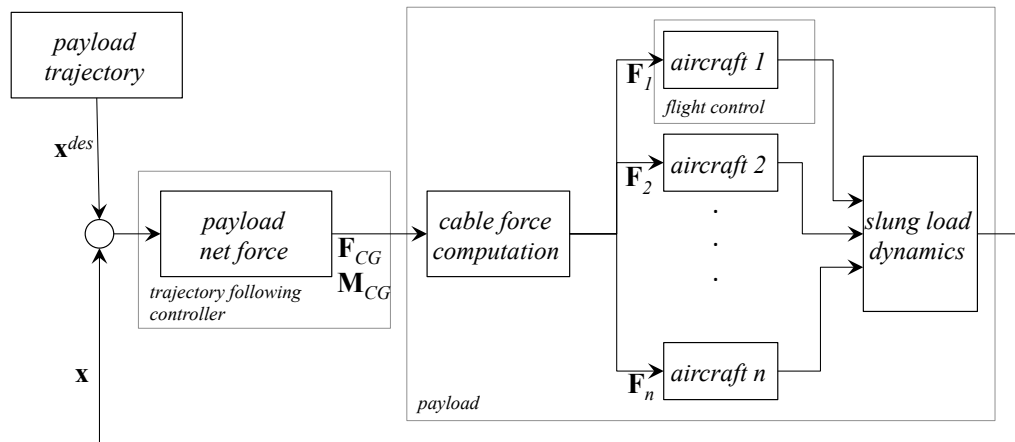 payload
trajectory
x^des
x
payload
net force
F_CG
M_CG
trajectory following
controller
cable force
computation
F_1
aircraft 1
flight control
F_2
aircraft 2
.
.
.
F_n
aircraft n
slung load
dynamics
payload